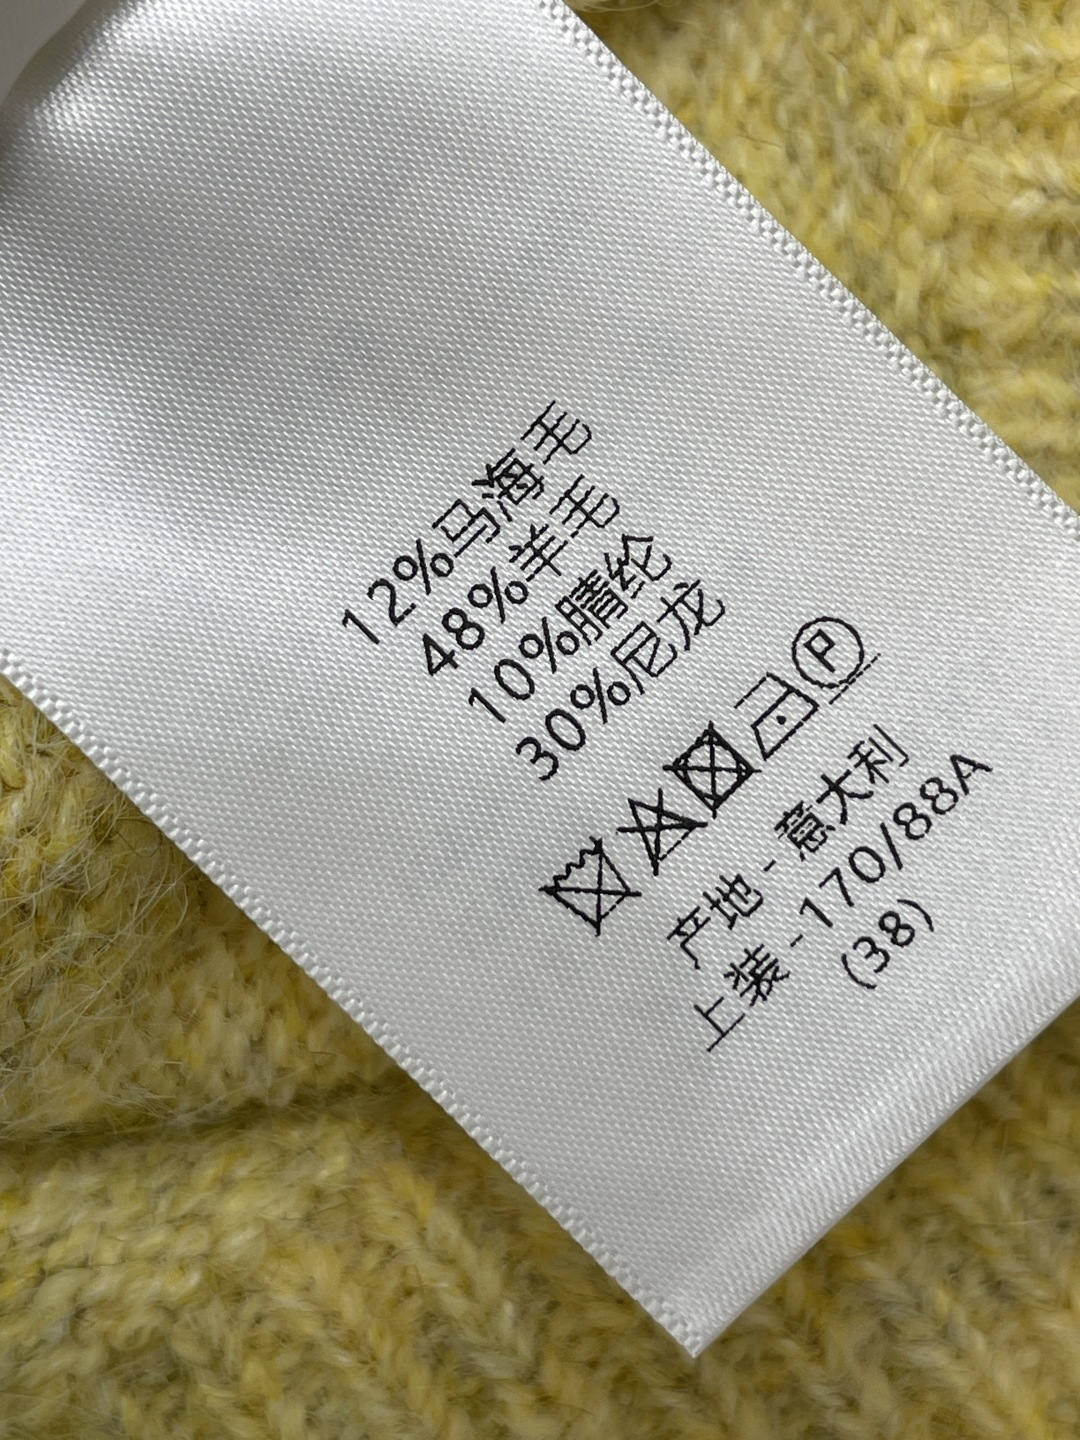 12%马海毛
48%羊毛
10%腈纶
30%尼龙
P
产地-意大利
上装-170/88A
(38)